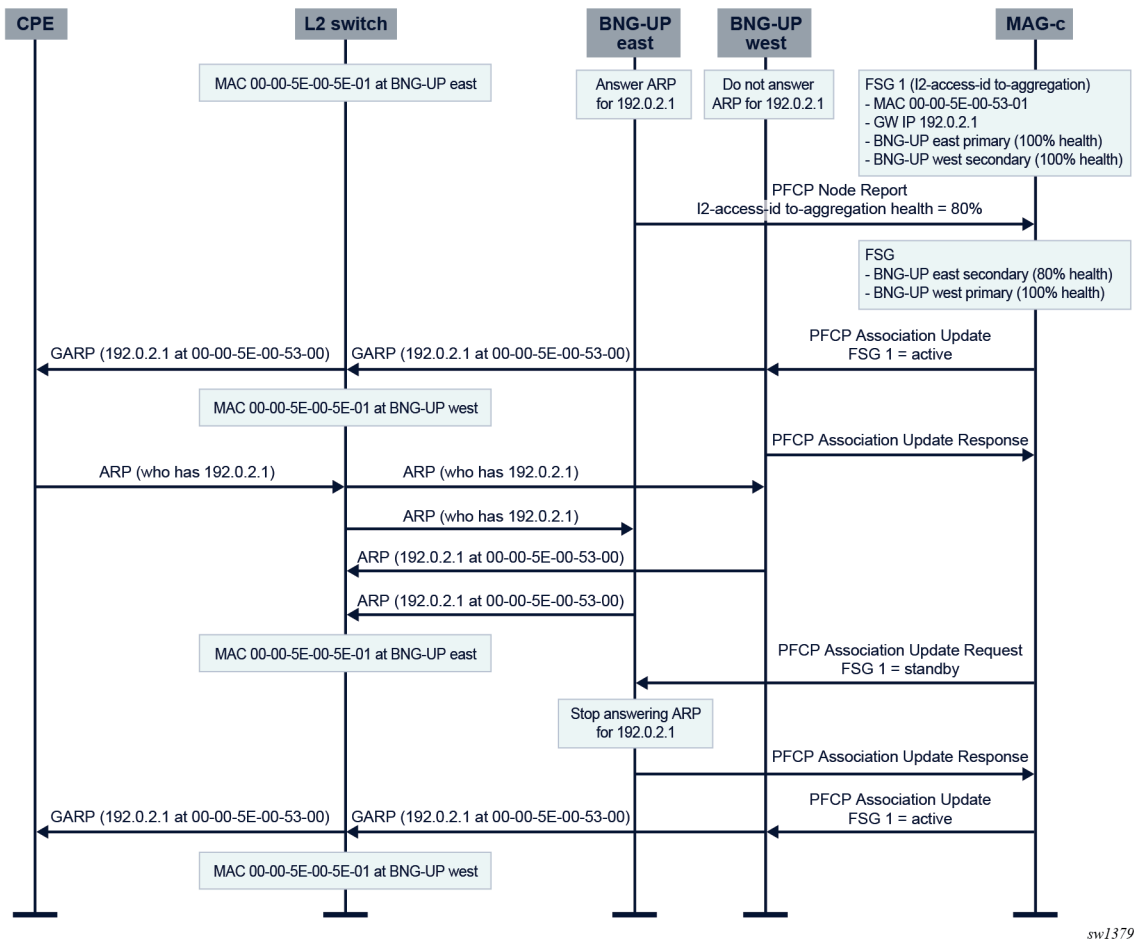 CPE
L2 switch
BNG-UP
east
BNG-UP
west
MAG-c
MAC 00-00-5E-00-5E-01 at BNG-UP east
Answer ARP
for 192.0.2.1
Do not answer
ARP for 192.0.2.1
FSG 1 (l2-access-id to-aggregation)
- MAC 00-00-5E-00-53-01
- GW IP 192.0.2.1
- BNG-UP east primary (100% health)
- BNG-UP west secondary (100% health)
PFCP Node Report
l2-access-id to-aggregation health = 80%
FSG
- BNG-UP east secondary (80% health)
- BNG-UP west primary (100% health)
PFCP Association Update
FSG 1 = active
GARP (192.0.2.1 at 00-00-5E-00-53-00)
GARP (192.0.2.1 at 00-00-5E-00-53-00)
MAC 00-00-5E-00-5E-01 at BNG-UP west
PFCP Association Update Response
ARP (who has 192.0.2.1)
ARP (who has 192.0.2.1)
ARP (who has 192.0.2.1)
ARP (192.0.2.1 at 00-00-5E-00-53-00)
ARP (192.0.2.1 at 00-00-5E-00-53-00)
MAC 00-00-5E-00-5E-01 at BNG-UP east
PFCP Association Update Request
FSG 1 = standby
Stop answering ARP
for 192.0.2.1
PFCP Association Update Response
PFCP Association Update
FSG 1 = active
GARP (192.0.2.1 at 00-00-5E-00-53-00)
GARP (192.0.2.1 at 00-00-5E-00-53-00)
MAC 00-00-5E-00-5E-01 at BNG-UP west
sw1379